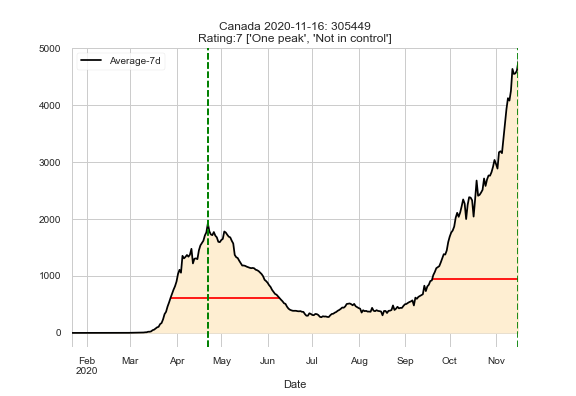 Canada 2020-11-16: 305449
Rating:7 ['One peak', 'Not in control']
Average-7d
5000
4000
3000
2000
1000
0
Feb Mar Apr May Jun Jul Aug Sep Oct Nov
2020
Date